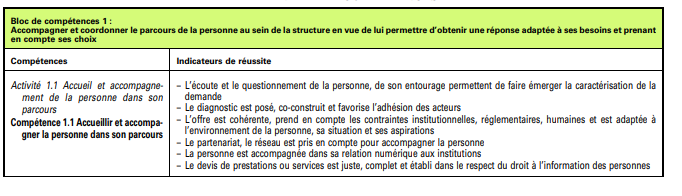 Bloc de compétences 1 :
Accompagner et coordonner le parcours de la personne au sein de la structure en vue de lui permettre d'obtenir une réponse adaptée à ses besoins et prenant
en compte ses choix
Compétences
Indicateurs de réussite
Activité 1.1 Accueil et accompagne-
ment de la personne dans son
parcours
Compétence 1.1 Accueillir et accompa-
gner la personne dans son parcours
– L'écoute et le questionnement de la personne, de son entourage permettent de faire émerger la caractérisation de la
demande
– Le diagnostic est posé, co-construit et favorise l'adhésion des acteurs
– L'offre est cohérente, prend en compte les contraintes institutionnelles, réglementaires, humaines et est adaptée à
l'environnement de la personne, sa situation et ses aspirations
– Le partenariat, le réseau est pris en compte pour accompagner la personne
– La personne est accompagnée dans sa relation numérique aux institutions
– Le devis de prestations ou services est juste, complet et établi dans le respect du droit à l'information des personnes